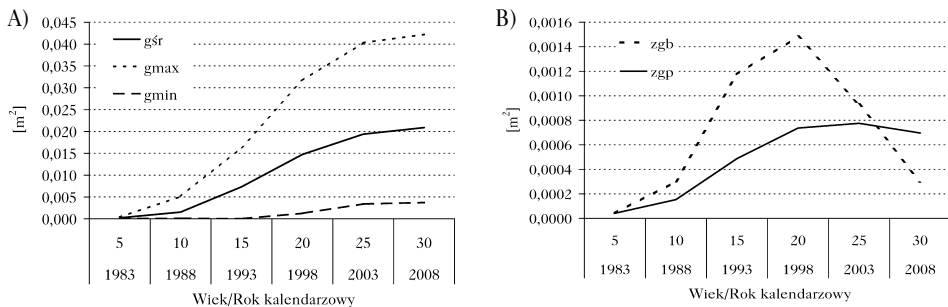 A)
[m²]
0,045
0,040
0,035
0,030
0,025
0,020
0,015
0,010
0,005
0,000
gśr
gmax
gmin
5 10 15 20 25 30
1983 1988 1993 1998 2003 2008
Wiek/Rok kalendarzowy
B)
[m²]
0,0016
0,0014
0,0012
0,0010
0,0008
0,0006
0,0004
0,0002
0,0000
zgb
zgp
5 10 15 20 25 30
1983 1988 1993 1998 2003 2008
Wiek/Rok kalendarzowy